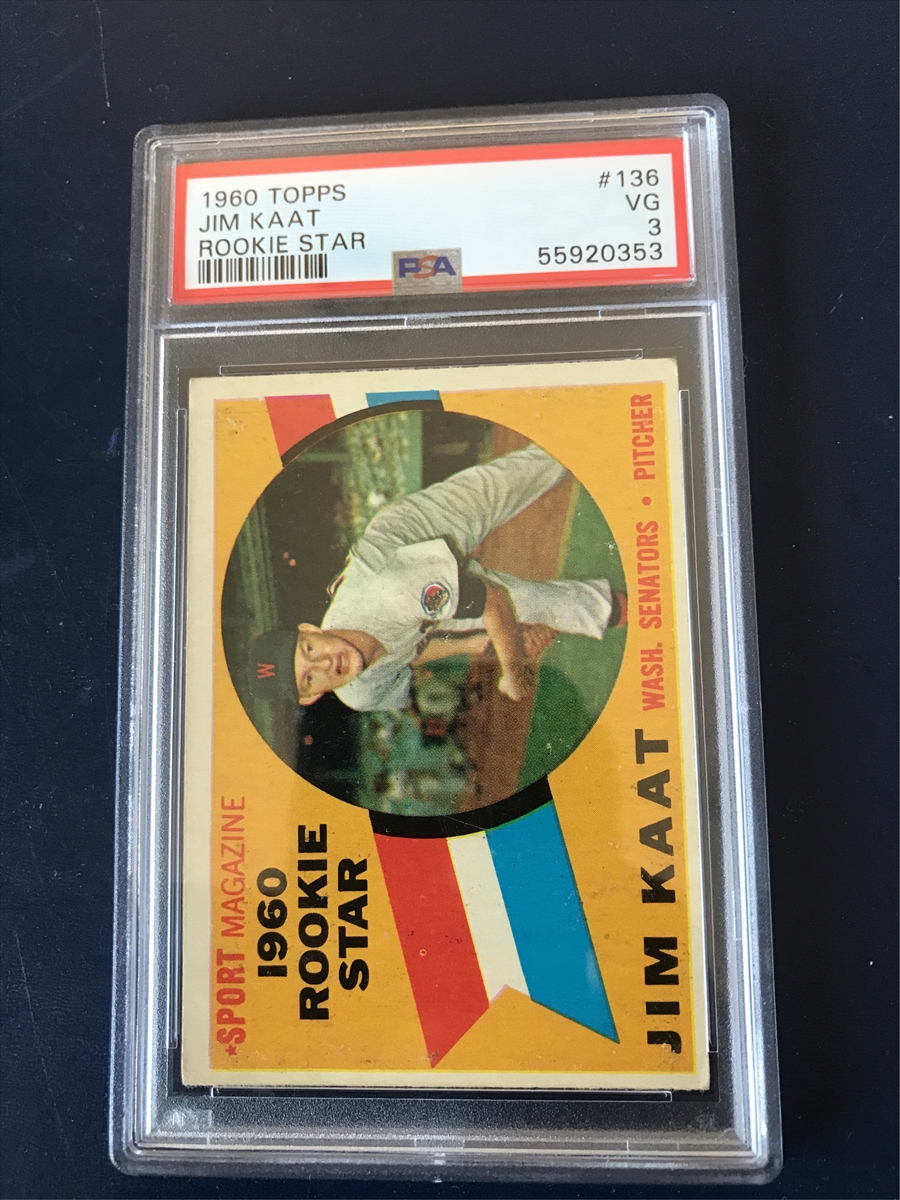 1960 TOPPS
JIM KAAT
ROOKIE STAR
#136
VG
3
55920353
PSA
★SPORT MAGAZINE
1960
ROOKIE
STAR
W
JIM KAAT WASH. SENATORS • PITCHER